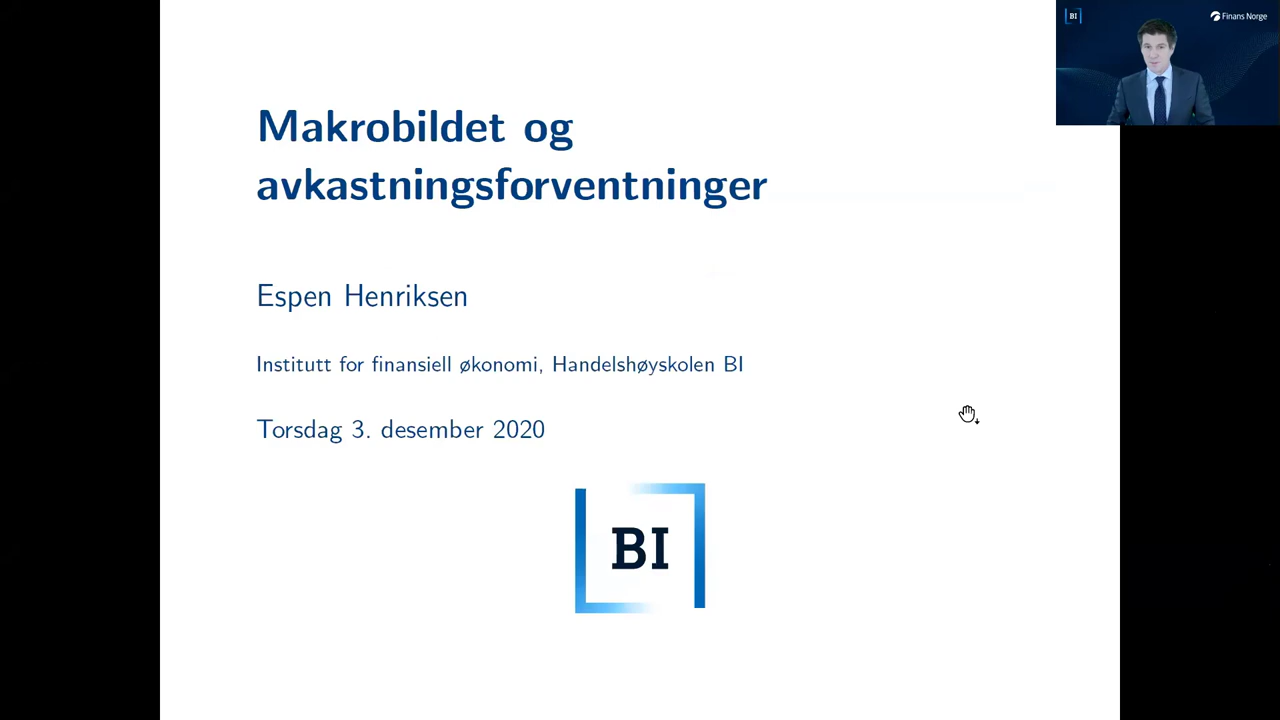 Makrobildet og
avkastningsforventninger
Espen Henriksen
Institutt for finansiell økonomi, Handelshøyskolen BI
Torsdag 3. desember 2020
BI
BI
Finans Norge